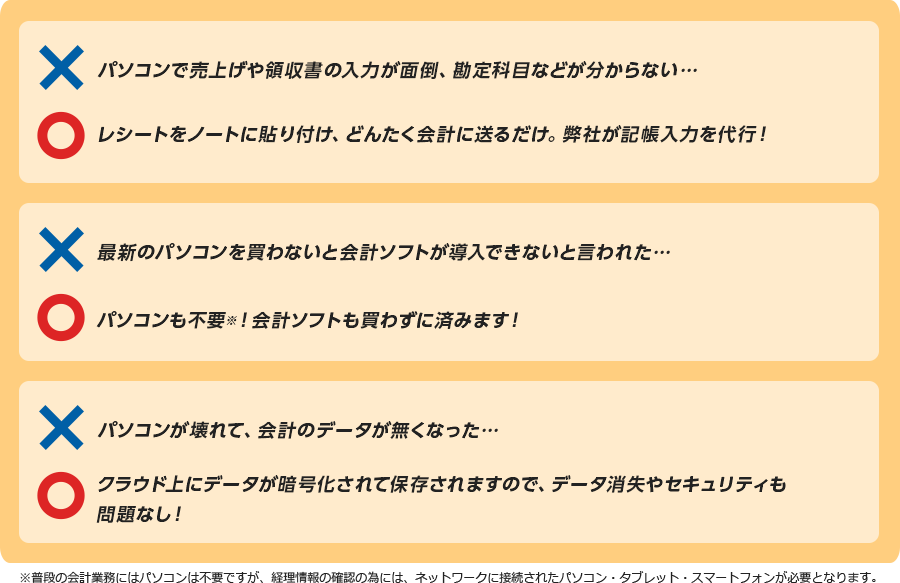 パソコンで売上げや領収書の入力が面倒、勘定科目などが分からない…
レシートをノートに貼り付け、どんたく会計に送るだけ。弊社が記帳入力を代行！
最新のパソコンを買わないと会計ソフトが導入できないと言われた…
パソコンも不要※！会計ソフトも買わずに済みます！
パソコンが壊れて、会計のデータが無くなった…
クラウド上にデータが暗号化されて保存されますので、データ消失やセキュリティも
問題なし！
※普段の会計業務にはパソコンは不要ですが、経理情報の確認の為には、ネットワークに接続されたパソコン・タブレット・スマートフォンが必要となります。